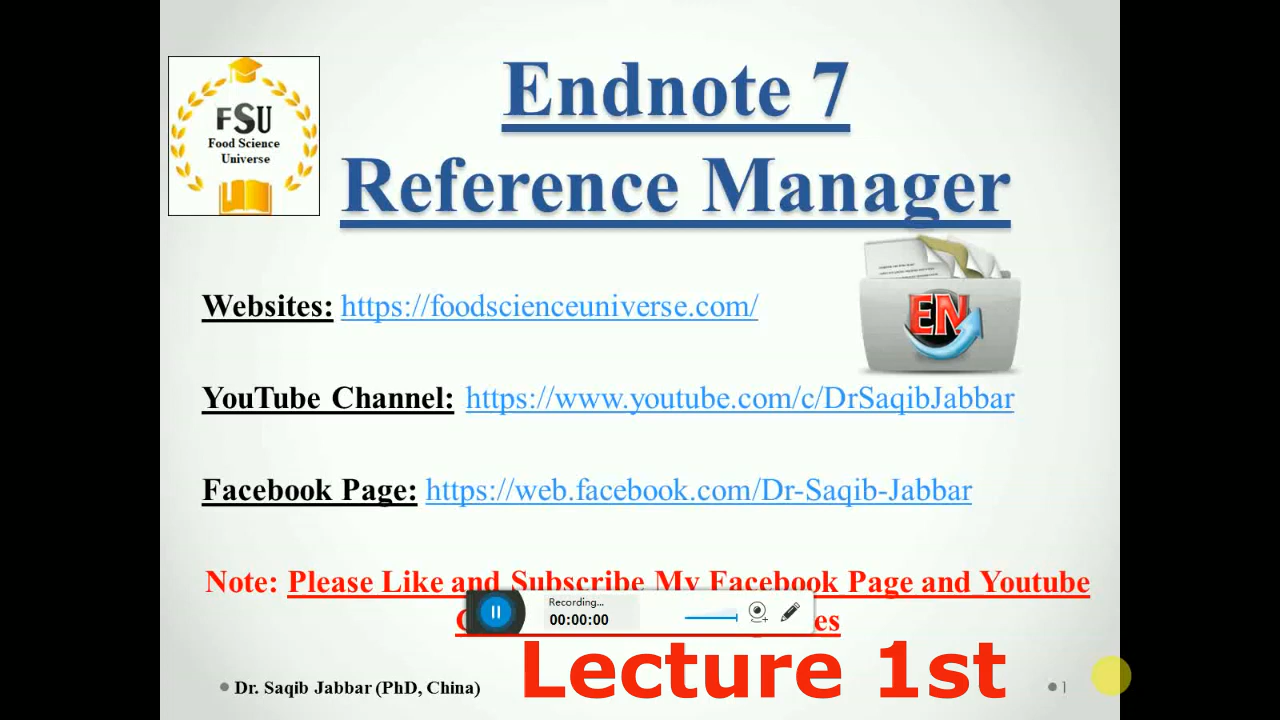 Endnote 7
Reference Manager
FSU
Food Science
Universe
EN
Websites: https://foodscienceuniverse.com/
YouTube Channel: https://www.youtube.com/c/DrSaqibJabbar
Facebook Page: https://web.facebook.com/Dr-Saqib-Jabbar
Note: Please Like and Subscribe My Facebook Page and Youtube
Recording...
00:00:00
Lecture 1st
Dr. Saqib Jabbar (PhD, China)
1